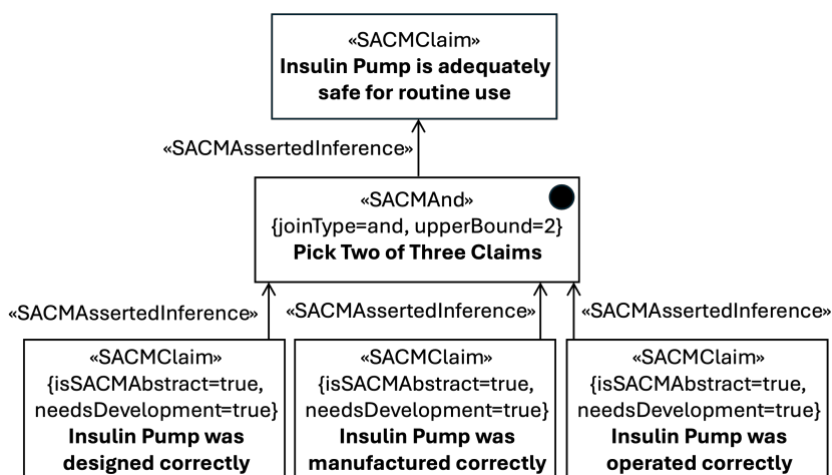 «SACMClaim»
Insulin Pump is adequately
safe for routine use
«SACMAssertedInference»
«SACMAnd»
{joinType=and, upperBound=2}
Pick Two of Three Claims
«SACMAssertedInference»
«SACMAssertedInference»
«SACMAssertedInference»
«SACMClaim»
{isSACMAbstract=true,
needsDevelopment=true}
Insulin Pump was
designed correctly
«SACMClaim»
{isSACMAbstract=true,
needsDevelopment=true}
Insulin Pump was
manufactured correctly
«SACMClaim»
{isSACMAbstract=true,
needsDevelopment=true}
Insulin Pump was
operated correctly